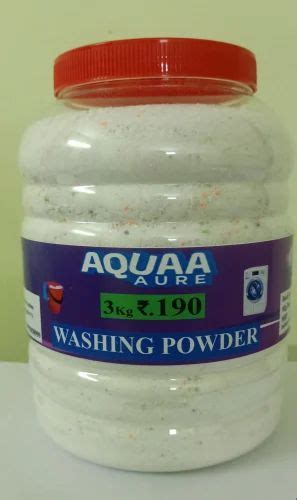 AQUAA
AURE
3Kg ₹.190
WASHING POWDER